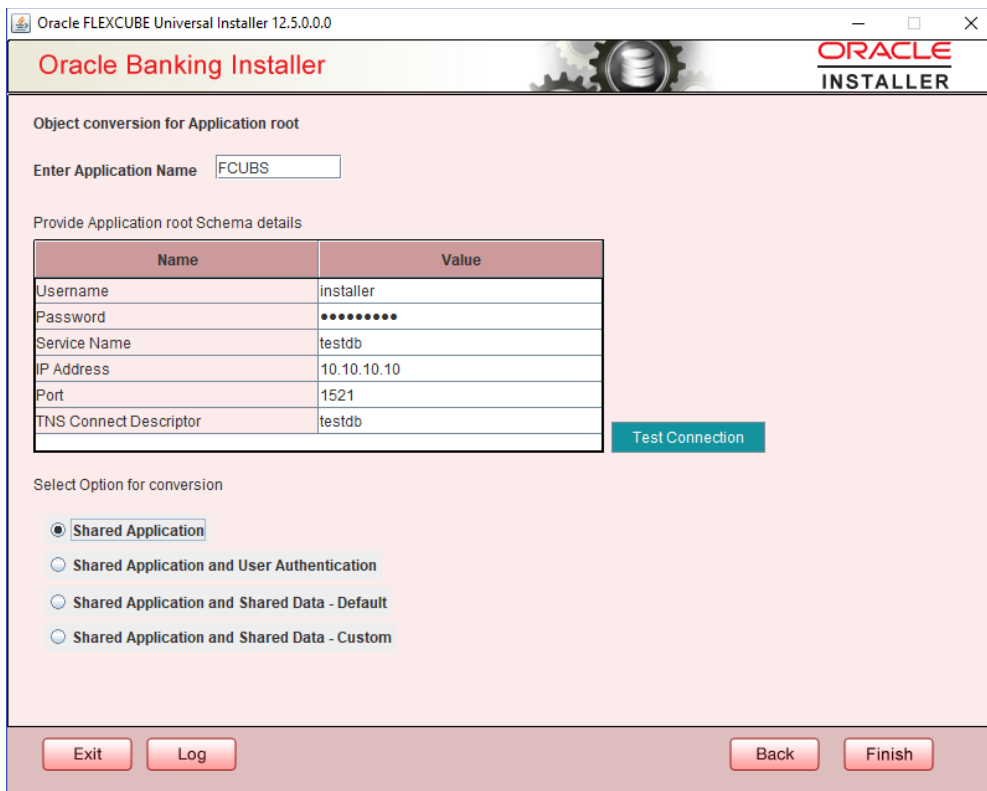 Oracle FLEXCUBE Universal Installer 12.5.0.0.0
Oracle Banking Installer
ORACLE
INSTALLER
Object conversion for Application root
Enter Application Name FCUBS
Provide Application root Schema details
Name Value
Username installer
Password •••••••••
Service Name testdb
IP Address 10.10.10.10
Port 1521
TNS Connect Descriptor testdb
Test Connection
Select Option for conversion
Shared Application
Shared Application and User Authentication
Shared Application and Shared Data - Default
Shared Application and Shared Data - Custom
Exit Log Back Finish